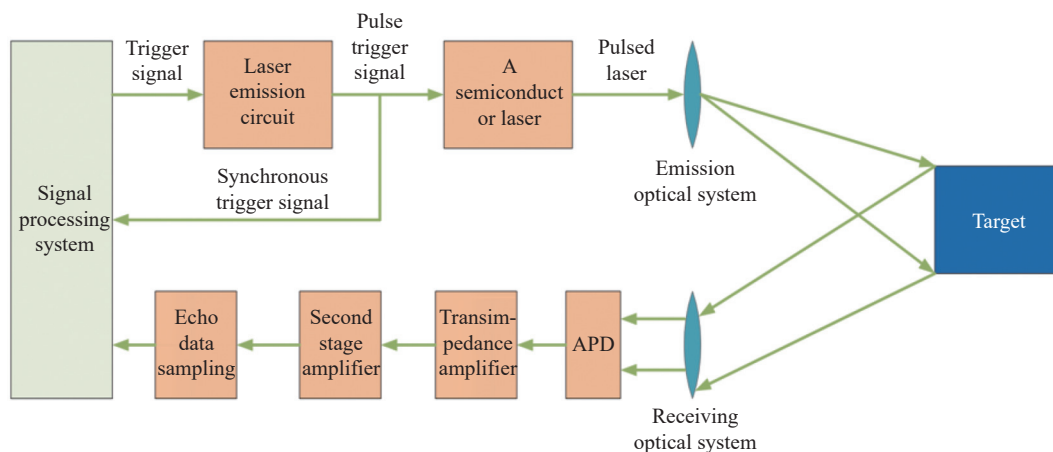 Trigger
signal
Laser
emission
circuit
Pulse
trigger
signal
A
semiconduct
or laser
Pulsed
laser
Emission
optical system
Synchronous
trigger signal
Signal
processing
system
Target
Echo
data
sampling
Second
stage
amplifier
Transim-
pedance
amplifier
APD
Receiving
optical system